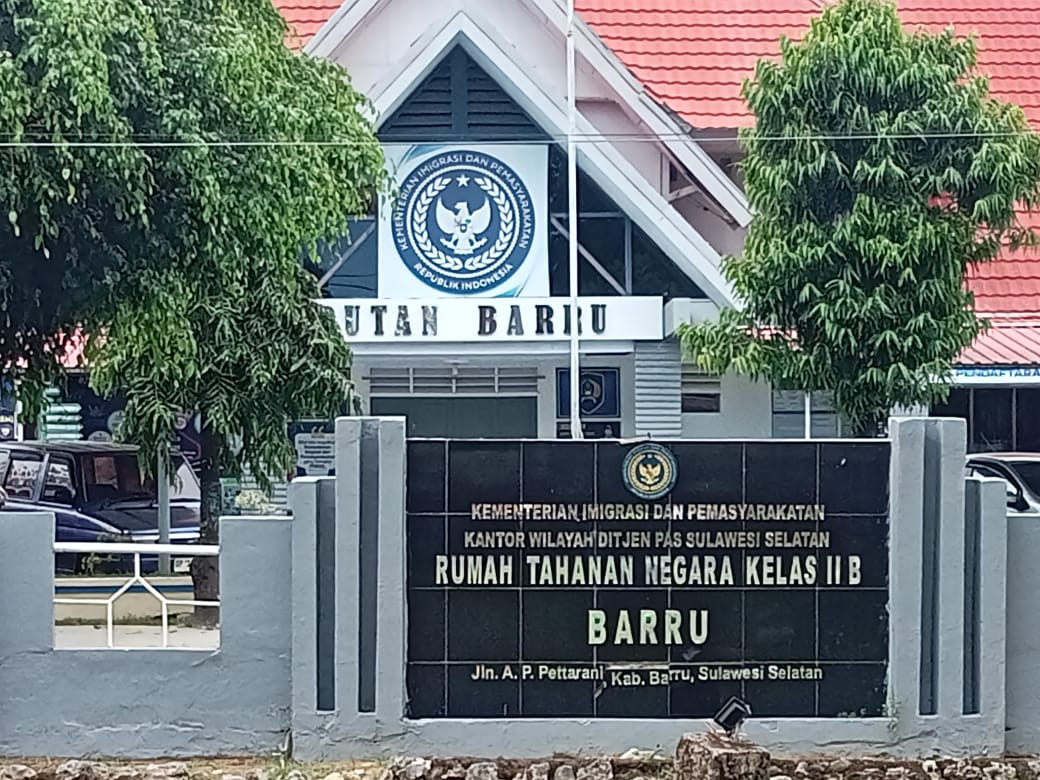 KEMENTERIAN IMIGRASI DAN PEMASYARAKATAN
REPUBLIK INDONESIA
UTAN BARRU
PENDAFTARA
KEMENTERIAN IMIGRASI DAN PEMASYARAKATAN
KANTOR WILAYAH DITJEN PAS SULAWESI SELATAN
RUMAH TAHANAN NEGARA KELAS II B
BARRU
Jln. A. P. Pettarani, Kab. Barru, Sulawesi Selatan